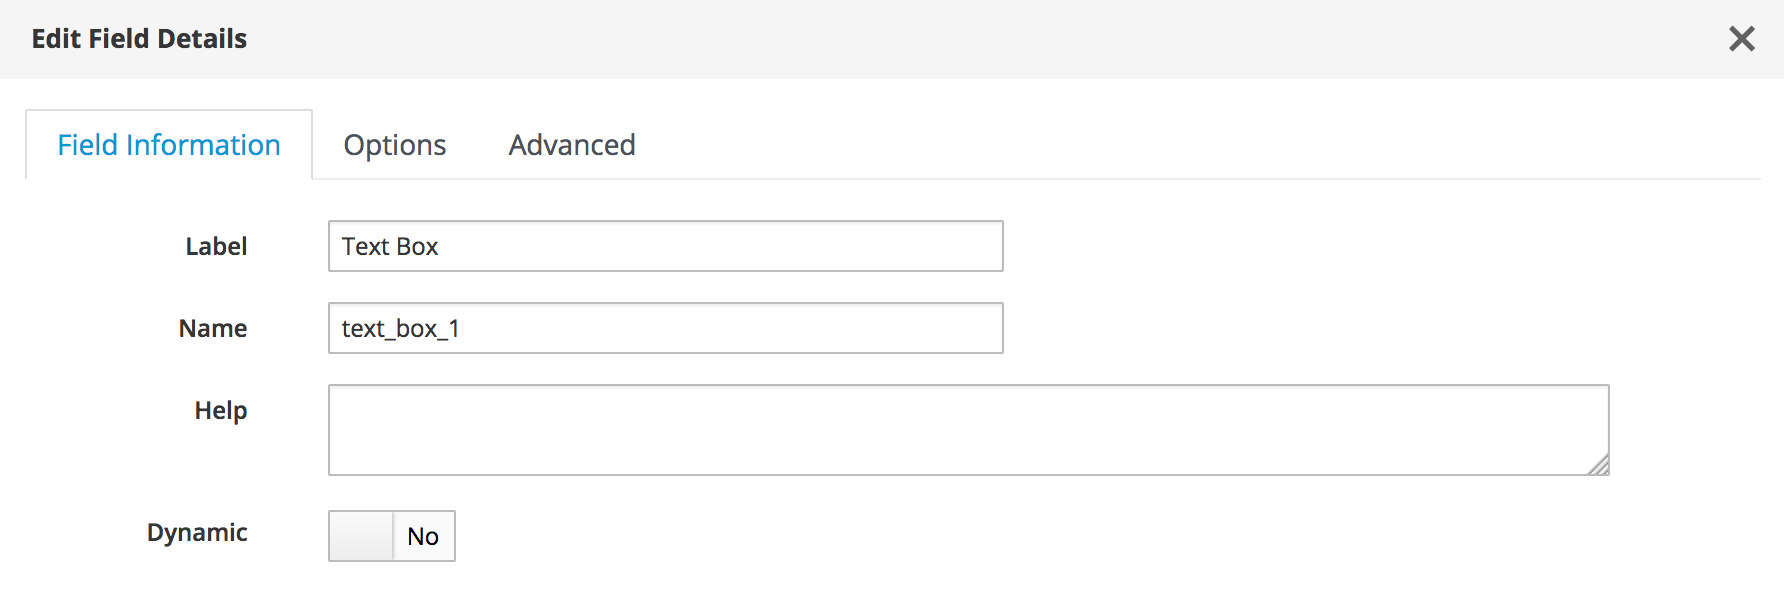 Edit Field Details
Field Information Options Advanced
Label Text Box
Name text_box_1
Help
Dynamic No